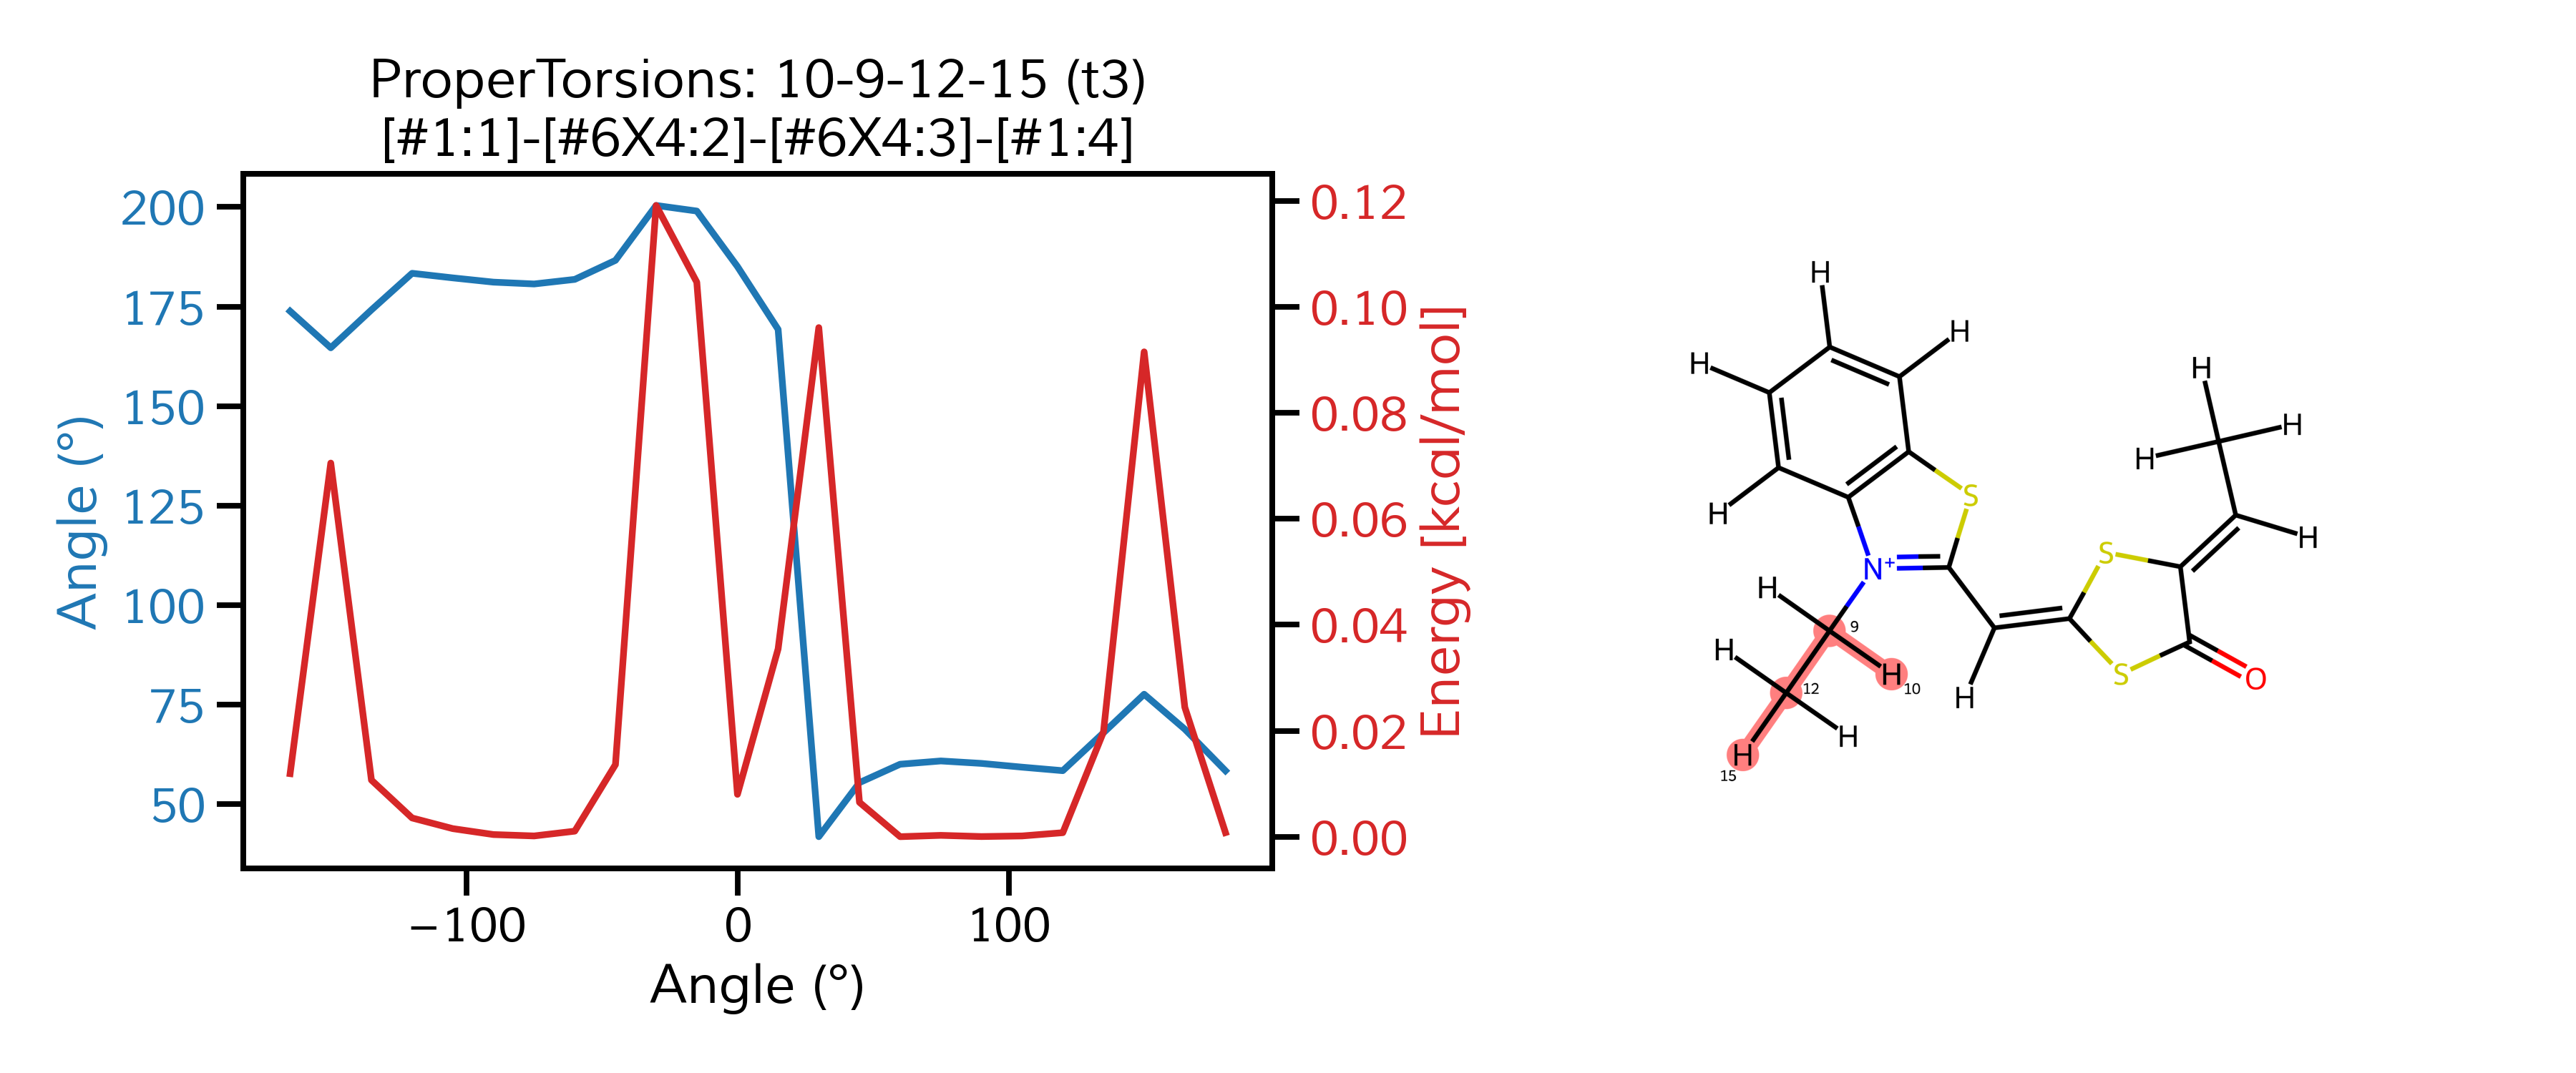 ProperTorsions: 10-9-12-15 (t3)
[#1:1]-[#6X4:2]-[#6X4:3]-[#1:4]
Angle (°)
200
175
150
125
100
75
50
0.12
0.10
0.08
0.06
0.04
0.02
0.00
Energy [kcal/mol]
−100
0
100
Angle (°)
H
H
H
H
H
H
H
S
H
S
H
N⁺
H
9
H
H
10
S
O
12
H
H
H
15